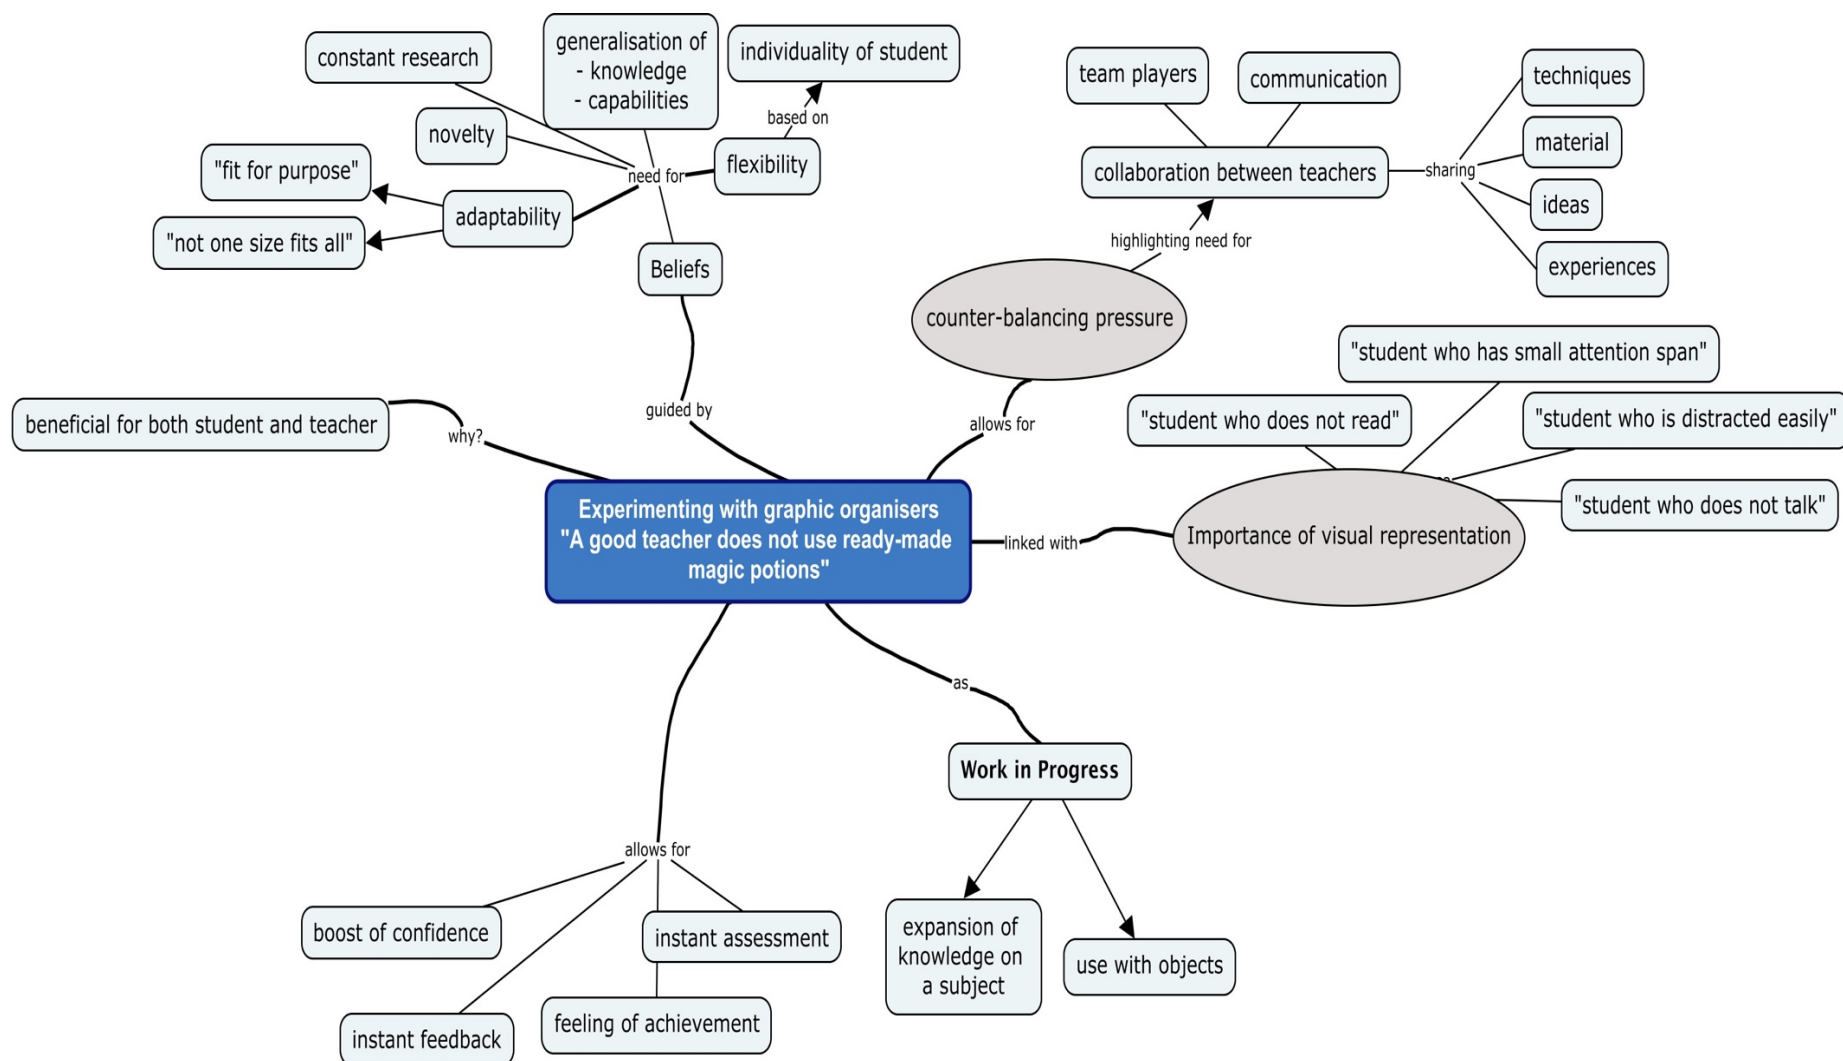 constant research
generalisation of
- knowledge
- capabilities
individuality of student
based on
novelty
flexibility
need for
"fit for purpose"
adaptability
"not one size fits all"
Beliefs
guided by
team players
communication
techniques
material
collaboration between teachers
sharing
ideas
experiences
highlighting need for
counter-balancing pressure
allows for
"student who has small attention span"
"student who does not read"
"student who is distracted easily"
"student who does not talk"
Importance of visual representation
linked with
beneficial for both student and teacher
why?
Experimenting with graphic organisers
"A good teacher does not use ready-made
magic potions"
as
Work in Progress
expansion of
knowledge on
a subject
use with objects
allows for
boost of confidence
instant assessment
instant feedback
feeling of achievement